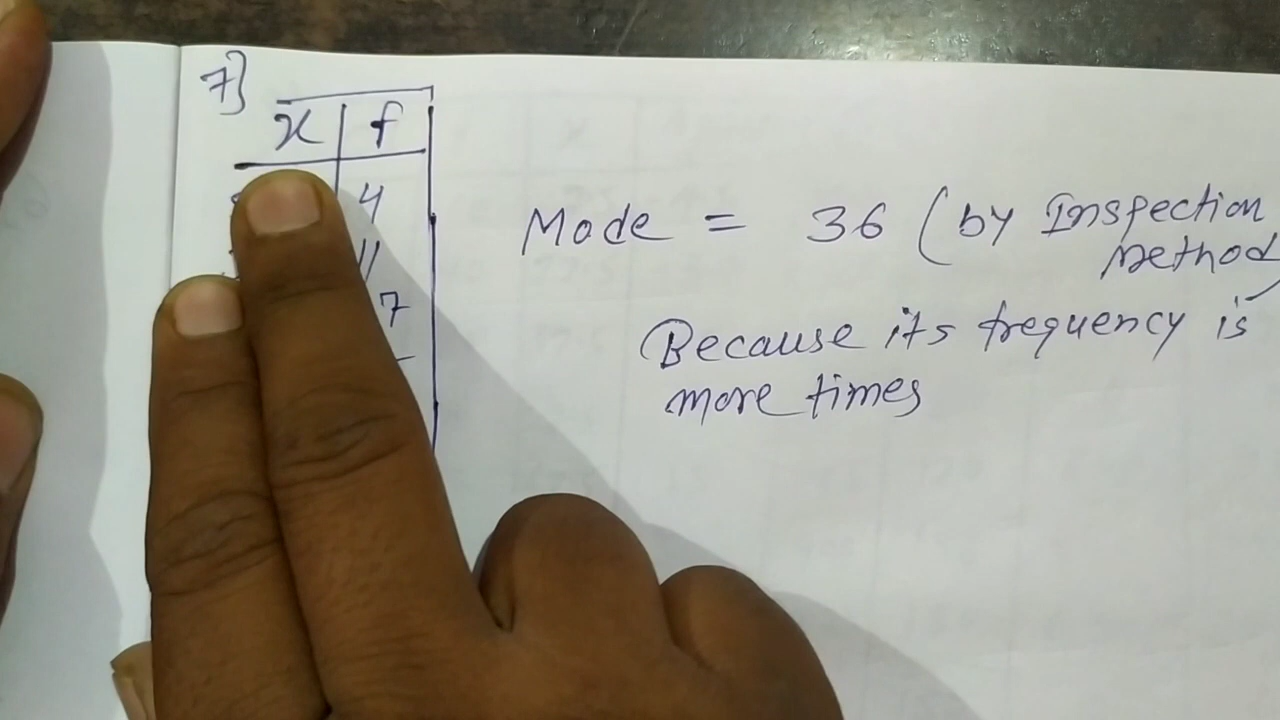 7}
x f
4
11
7
Mode = 36 (by Inspection
method)
Because its frequency is
more times